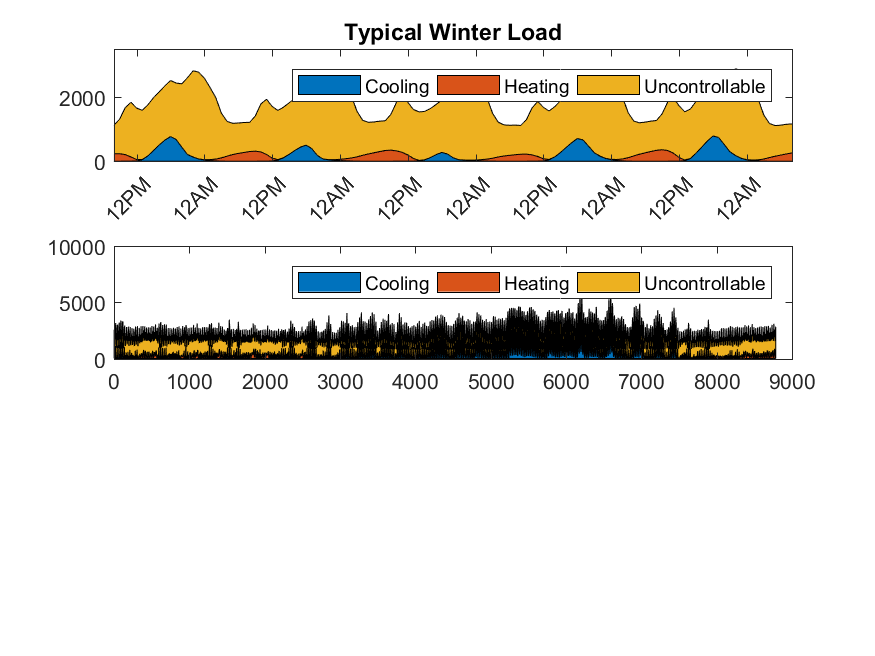 Typical Winter Load
Cooling Heating Uncontrollable
2000
0
12PM 12AM 12PM 12AM 12PM 12AM 12PM 12AM 12PM 12AM
10000
Cooling Heating Uncontrollable
5000
0
0 1000 2000 3000 4000 5000 6000 7000 8000 9000